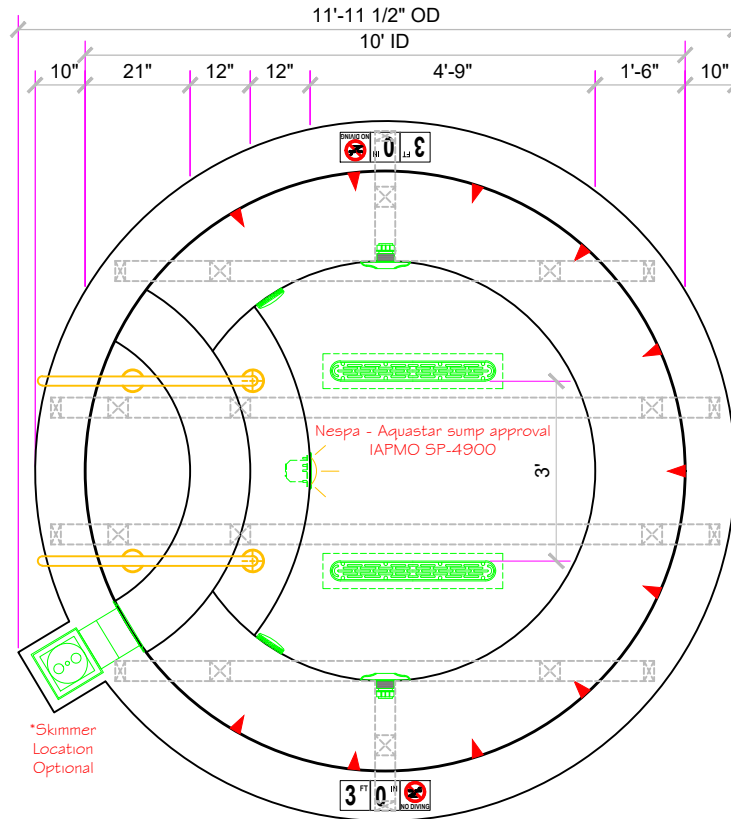 11'-11 1/2" OD
10' ID
10"
21"
12"
12"
4'-9"
1'-6"
10"
NO DIVING
0 IN
3 FT
Nespa - Aquastar sump approval
IAPMO SP-4900
3'
*Skimmer
Location
Optional
3 FT
0 IN
NO DIVING